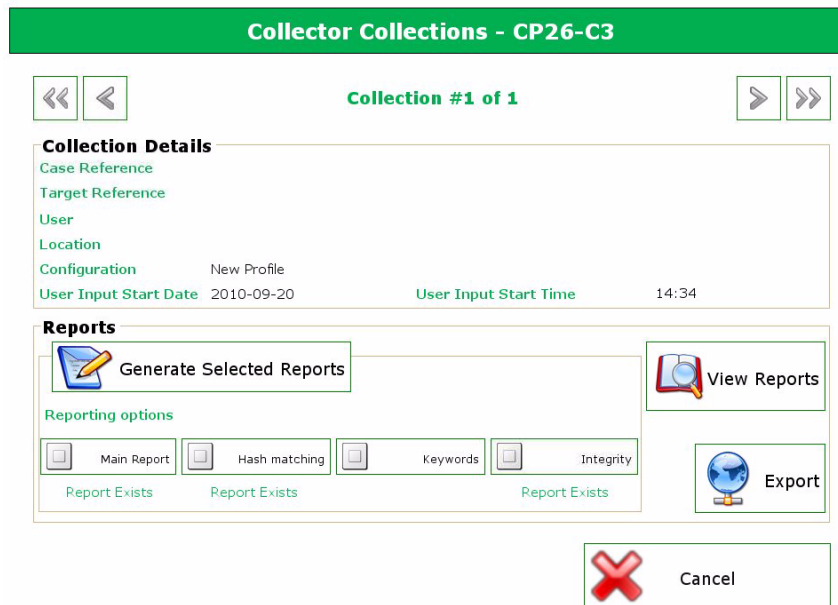 Collector Collections - CP26-C3
Collection #1 of 1
Collection Details
Case Reference
Target Reference
User
Location
Configuration New Profile
User Input Start Date 2010-09-20 User Input Start Time 14:34
Reports
Generate Selected Reports
View Reports
Reporting options
Main Report Hash matching Keywords Integrity
Report Exists Report Exists Report Exists
Export
Cancel